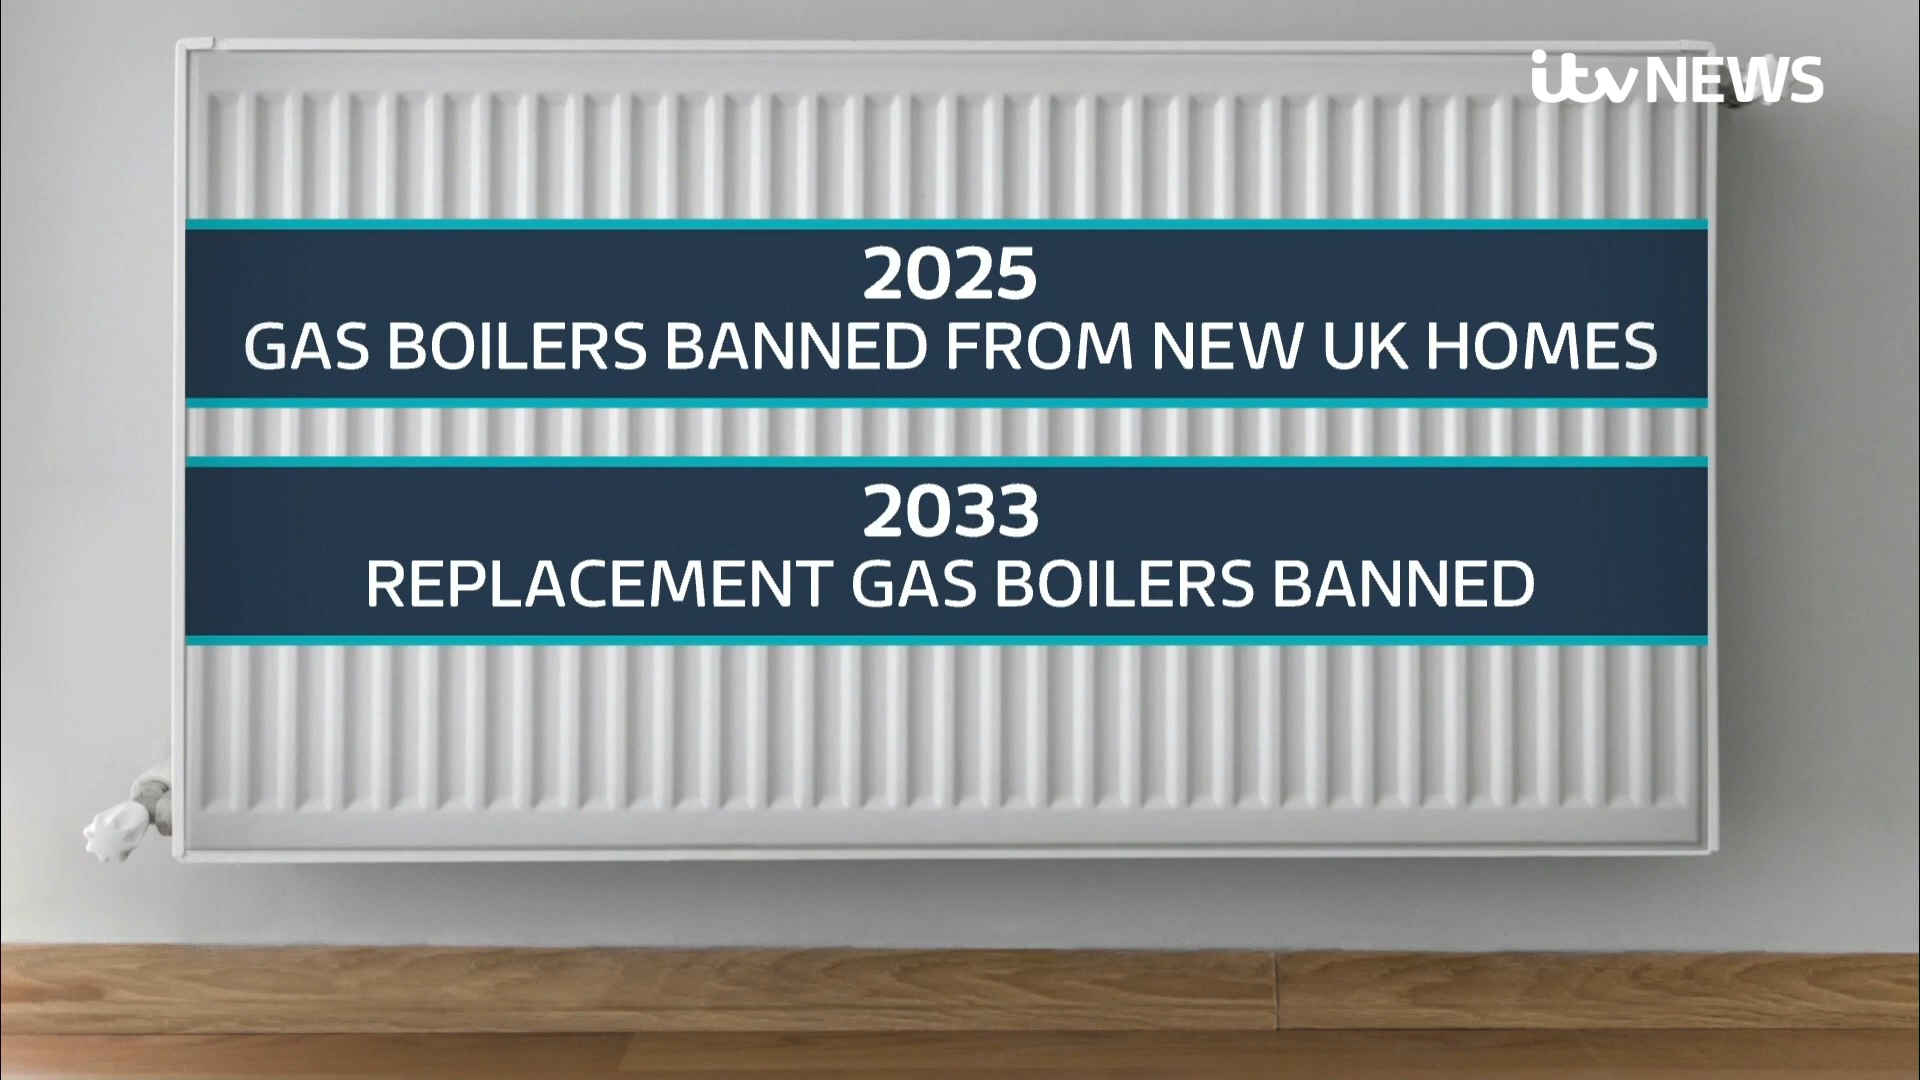 itv NEWS
2025
GAS BOILERS BANNED FROM NEW UK HOMES
2033
REPLACEMENT GAS BOILERS BANNED